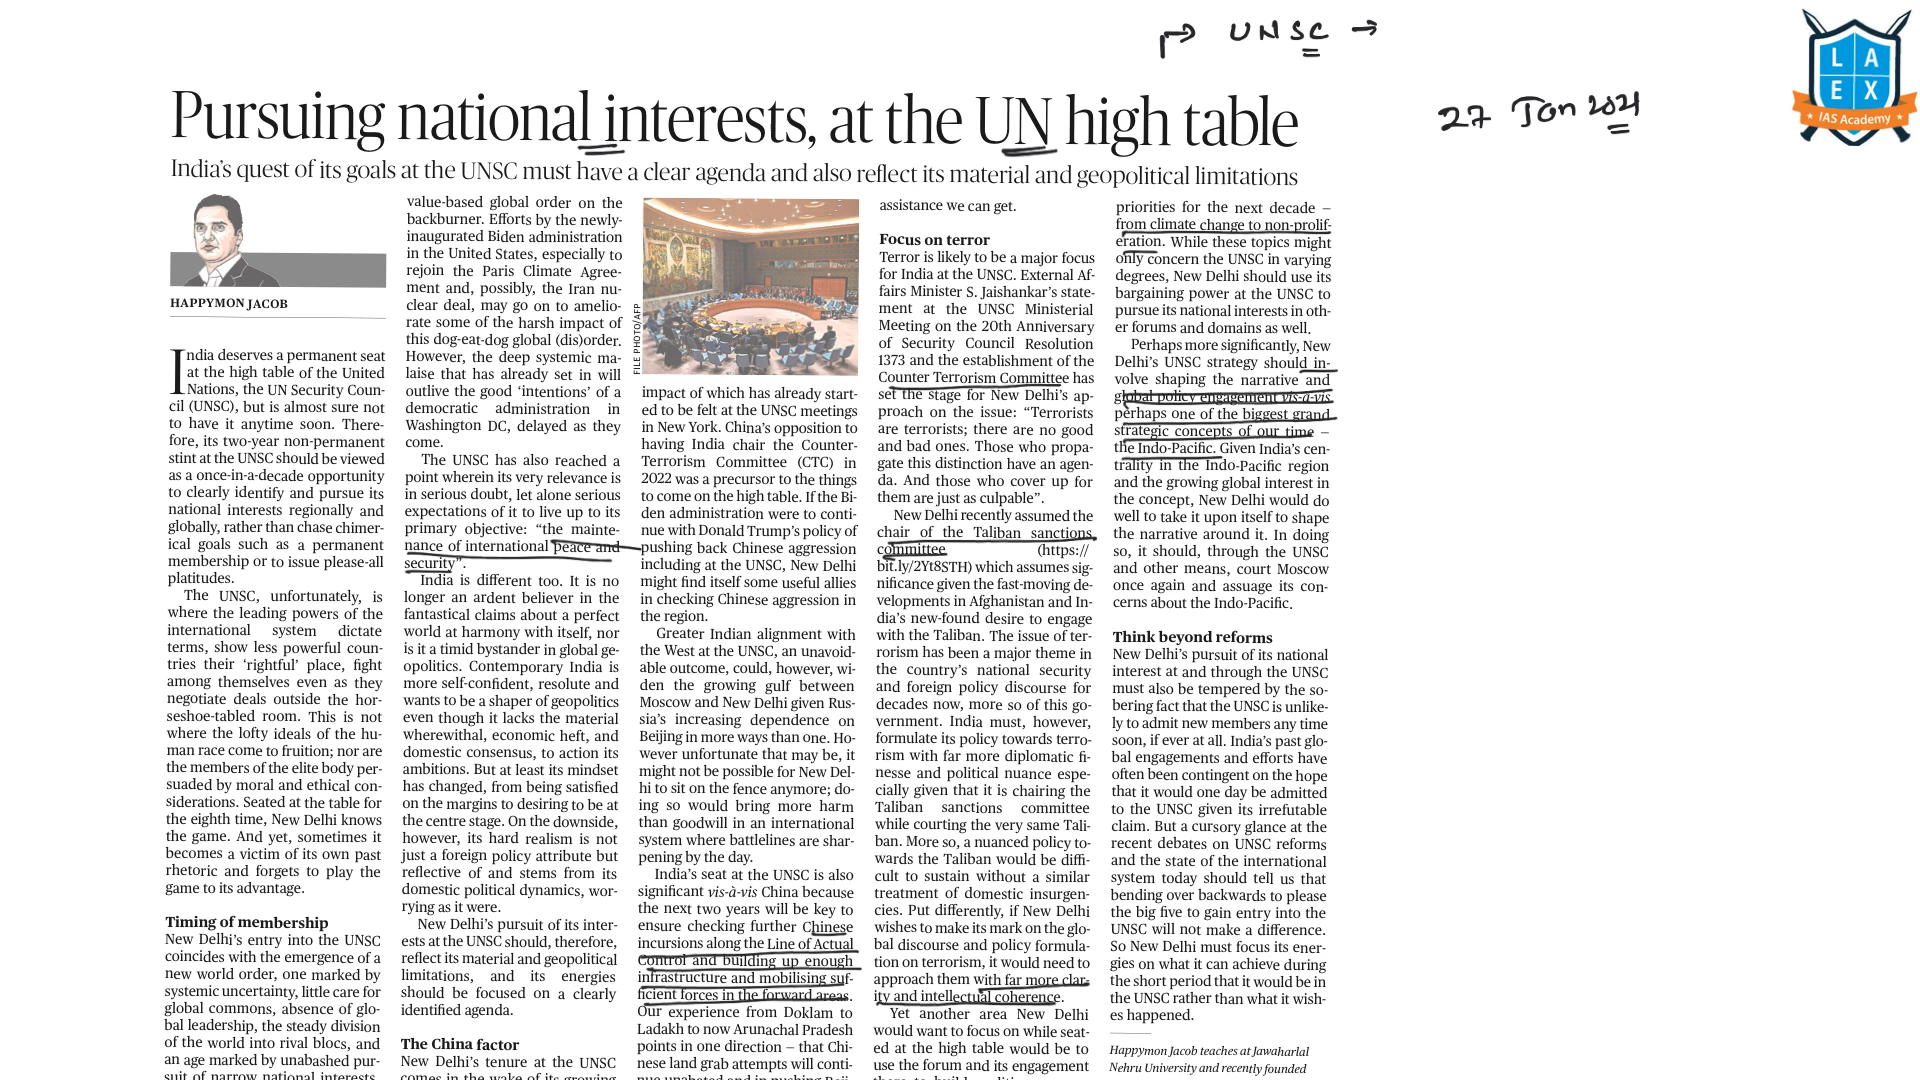 UNSC
27 Jan 2021
L A
E X
IAS Academy
Pursuing national interests, at the UN high table
India's quest of its goals at the UNSC must have a clear agenda and also reflect its material and geopolitical limitations
HAPPYMON JACOB
India deserves a permanent seat
at the high table of the United
Nations, the UN Security Coun-
cil (UNSC), but is almost sure not
to have it anytime soon. There-
fore, its two-year non-permanent
stint at the UNSC should be viewed
as a once-in-a-decade opportunity
to clearly identify and pursue its
national interests regionally and
globally, rather than chase chimer-
ical goals such as a permanent
membership or to issue please-all
platitudes.
The UNSC, unfortunately, is
where the leading powers of the
international system dictate
terms, show less powerful coun-
tries their 'rightful' place, fight
among themselves even as they
negotiate deals outside the hor-
seshoe-tabled room. This is not
where the lofty ideals of the hu-
man race come to fruition; nor are
the members of the elite body per-
suaded by moral and ethical con-
siderations. Seated at the table for
the eighth time, New Delhi knows
the game. And yet, sometimes it
becomes a victim of its own past
rhetoric and forgets to play the
game to its advantage.
Timing of membership
New Delhi's entry into the UNSC
coincides with the emergence of a
new world order, one marked by
systemic uncertainty, little care for
global commons, absence of glo-
bal leadership, the steady division
of the world into rival blocs, and
an age marked by unabashed pur-
suit of narrow national interests,
value-based global order on the
backburner. Efforts by the newly-
inaugurated Biden administration
in the United States, especially to
rejoin the Paris Climate Agree-
ment and, possibly, the Iran nu-
clear deal, may go on to amelio-
rate some of the harsh impact of
this dog-eat-dog global (dis)order.
However, the deep systemic ma-
laise that has already set in will
outlive the good 'intentions' of a
democratic administration in
Washington DC, delayed as they
come.
The UNSC has also reached a
point wherein its very relevance is
in serious doubt, let alone serious
expectations of it to live up to its
primary objective: "the mainte-
nance of international peace and
security".
India is different too. It is no
longer an ardent believer in the
fantastical claims about a perfect
world at harmony with itself, nor
is it a timid bystander in global ge-
opolitics. Contemporary India is
more self-confident, resolute and
wants to be a shaper of geopolitics
even though it lacks the material
wherewithal, economic heft, and
domestic consensus, to action its
ambitions. But at least its mindset
has changed, from being satisfied
on the margins to desiring to be at
the centre stage. On the downside,
however, its hard realism is not
just a foreign policy attribute but
reflective of and stems from its
domestic political dynamics, wor-
rying as it were.
New Delhi's pursuit of its inter-
ests at the UNSC should, therefore,
reflect its material and geopolitical
limitations, and its energies
should be focused on a clearly
identified agenda.
The China factor
New Delhi's tenure at the UNSC
comes in the wake of its growing
FILE PHOTO/AFP
impact of which has already start-
ed to be felt at the UNSC meetings
in New York. China's opposition to
having India chair the Counter-
Terrorism Committee (CTC) in
2022 was a precursor to the things
to come on the high table. If the Bi-
den administration were to conti-
nue with Donald Trump's policy of
pushing back Chinese aggression
including at the UNSC, New Delhi
might find itself some useful allies
in checking Chinese aggression in
the region.
Greater Indian alignment with
the West at the UNSC, an unavoid-
able outcome, could, however, wi-
den the growing gulf between
Moscow and New Delhi given Rus-
sia's increasing dependence on
Beijing in more ways than one. Ho-
wever unfortunate that may be, it
might not be possible for New Del-
hi to sit on the fence anymore; do-
ing so would bring more harm
than goodwill in an international
system where battlelines are shar-
pening by the day.
India's seat at the UNSC is also
significant vis-à-vis China because
the next two years will be key to
ensure checking further Chinese
incursions along the Line of Actual
Control and building up enough
infrastructure and mobilising suf-
ficient forces in the forward areas.
Our experience from Doklam to
Ladakh to now Arunachal Pradesh
points in one direction – that Chi-
nese land grab attempts will conti-
nue unabated and in pushing Beij-
assistance we can get.
Focus on terror
Terror is likely to be a major focus
for India at the UNSC. External Af-
fairs Minister S. Jaishankar's state-
ment at the UNSC Ministerial
Meeting on the 20th Anniversary
of Security Council Resolution
1373 and the establishment of the
Counter Terrorism Committee has
set the stage for New Delhi's ap-
proach on the issue: "Terrorists
are terrorists; there are no good
and bad ones. Those who propa-
gate this distinction have an agen-
da. And those who cover up for
them are just as culpable".
New Delhi recently assumed the
chair of the Taliban sanctions
committee (https://
bit.ly/2Yt8STH) which assumes sig-
nificance given the fast-moving de-
velopments in Afghanistan and In-
dia's new-found desire to engage
with the Taliban. The issue of ter-
rorism has been a major theme in
the country's national security
and foreign policy discourse for
decades now, more so of this go-
vernment. India must, however,
formulate its policy towards terro-
rism with far more diplomatic fi-
nesse and political nuance espe-
cially given that it is chairing the
Taliban sanctions committee
while courting the very same Tali-
ban. More so, a nuanced policy to-
wards the Taliban would be diffi-
cult to sustain without a similar
treatment of domestic insurgen-
cies. Put differently, if New Delhi
wishes to make its mark on the glo-
bal discourse and policy formula-
tion on terrorism, it would need to
approach them with far more clar-
ity and intellectual coherence.
Yet another area New Delhi
would want to focus on while seat-
ed at the high table would be to
use the forum and its engagement
priorities for the next decade –
from climate change to non-prolif-
eration. While these topics might
only concern the UNSC in varying
degrees, New Delhi should use its
bargaining power at the UNSC to
pursue its national interests in oth-
er forums and domains as well.
Perhaps more significantly, New
Delhi's UNSC strategy should in-
volve shaping the narrative and
global policy engagement vis-à-vis
perhaps one of the biggest grand
strategic concepts of our time –
the Indo-Pacific. Given India's cen-
trality in the Indo-Pacific region
and the growing global interest in
the concept, New Delhi would do
well to take it upon itself to shape
the narrative around it. In doing
so, it should, through the UNSC
and other means, court Moscow
once again and assuage its con-
cerns about the Indo-Pacific.
Think beyond reforms
New Delhi's pursuit of its national
interest at and through the UNSC
must also be tempered by the so-
bering fact that the UNSC is unlike-
ly to admit new members any time
soon, if ever at all. India's past glo-
bal engagements and efforts have
often been contingent on the hope
that it would one day be admitted
to the UNSC given its irrefutable
claim. But a cursory glance at the
recent debates on UNSC reforms
and the state of the international
system today should tell us that
bending over backwards to please
the big five to gain entry into the
UNSC will not make a difference.
So New Delhi must focus its ener-
gies on what it can achieve during
the short period that it would be in
the UNSC rather than what it wish-
es happened.
Happymon Jacob teaches at Jawaharlal
Nehru University and recently founded